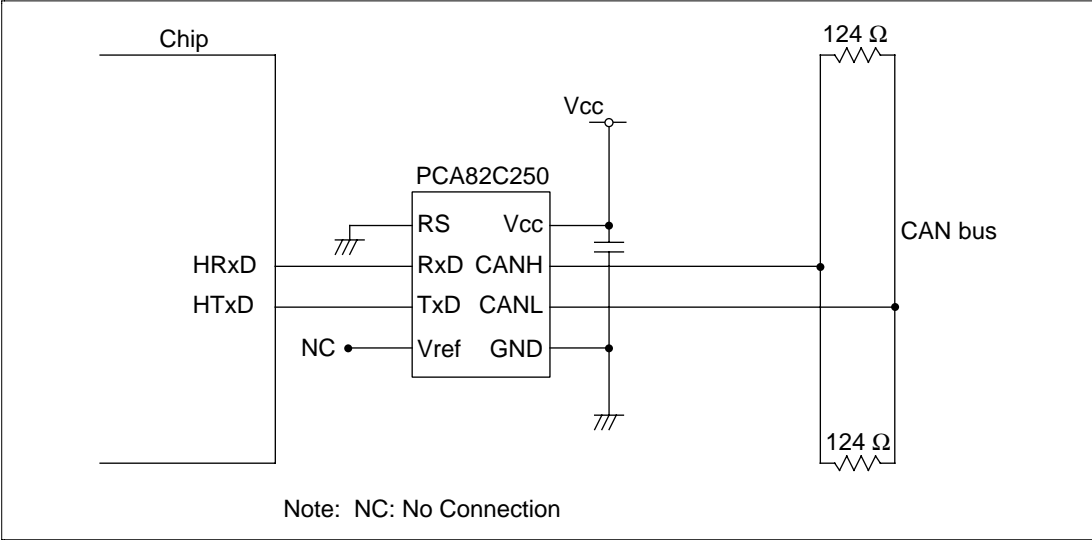 124 Ω
Chip
Vcc
PCA82C250
RS Vcc
CAN bus
HRxD RxD CANH
HTxD TxD CANL
NC Vref GND
124 Ω
Note: NC: No Connection